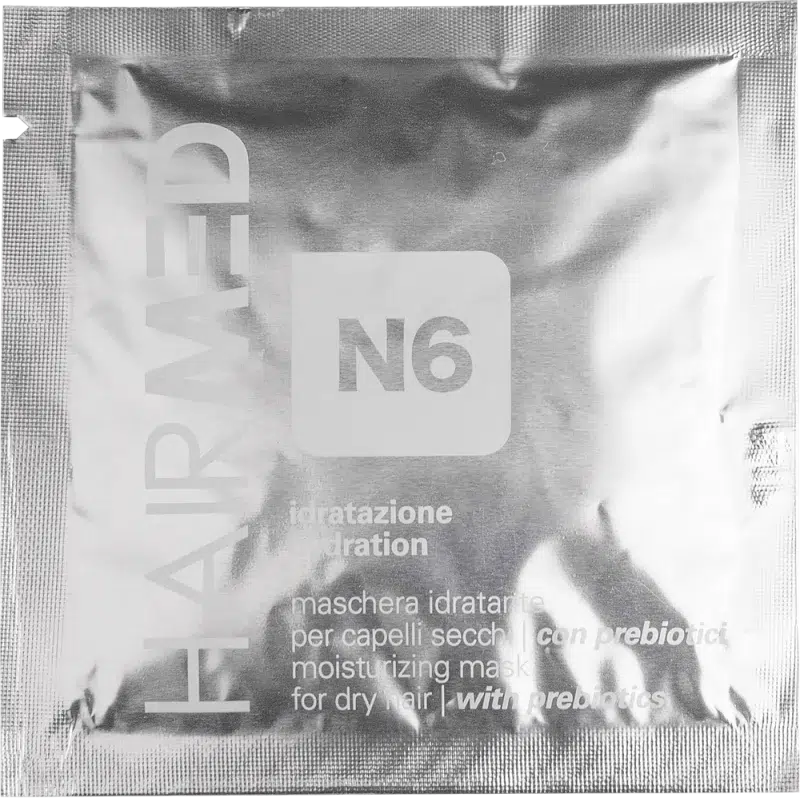 HAIRMED
N6
idratazione
hydration
maschera idratante
per capelli secchi | con prebiotici
moisturizing mask
for dry hair | with prebiotics